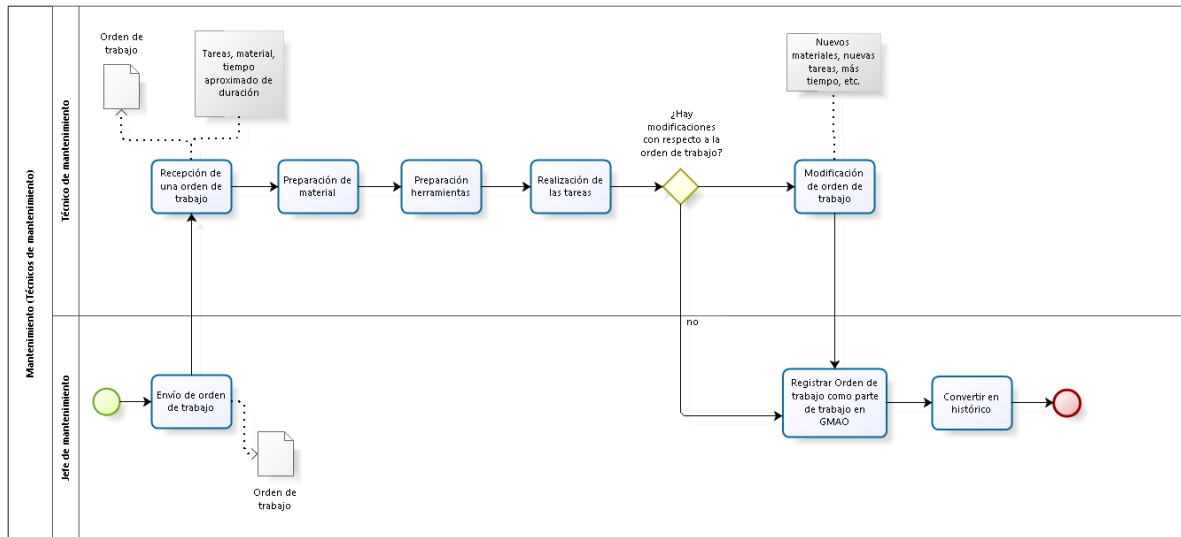 Mantenimiento (Técnicos de mantenimiento)
Técnico de mantenimiento
Orden de
trabajo
Tareas, material,
tiempo
aproximado de
duración
Recepción de
una orden de
trabajo
Preparación de
material
Preparación
herramientas
Realización de
las tareas
¿Hay
modificaciones
con respecto a la
orden de trabajo?
Nuevos
materiales, nuevas
tareas, más
tiempo, etc.
Modificación
de orden de
trabajo
no
Jefe de mantenimiento
Envío de orden
de trabajo
Orden de
trabajo
Registrar Orden de
trabajo como parte
de trabajo en
GMAO
Convertir en
histórico